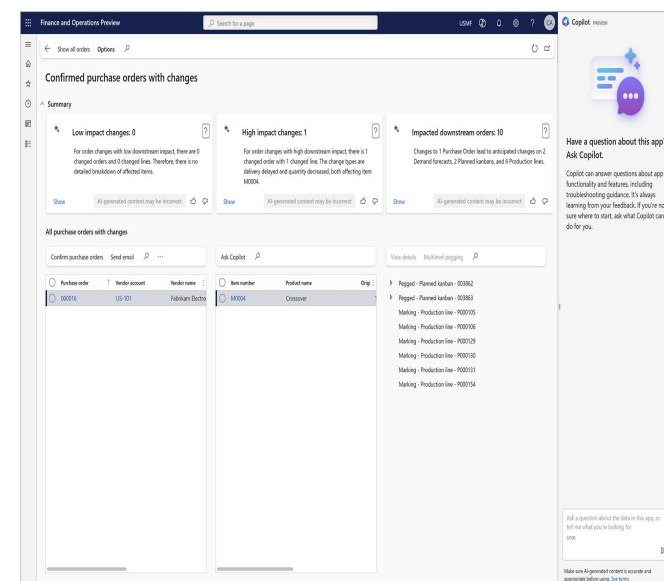 Finance and Operations Preview
Search for a page
USMF
?
CA
Copilot PREVIEW
Show all orders Options
Confirmed purchase orders with changes
Summary
Low impact changes: 0
?
For order changes with low downstream impact, there are 0
changed orders and 0 changed lines. Therefore, there is no
detailed breakdown of affected items.
Show
AI-generated content may be incorrect
High impact changes: 1
?
For order changes with high downstream impact, there is 1
changed order with 1 changed line. The change types are
delivery delayed and quantity decreased, both affecting item
M0004.
Show
AI-generated content may be incorrect
Impacted downstream orders: 10
?
Changes to 1 Purchase Order lead to anticipated changes on 2
Demand forecasts, 2 Planned kanbans, and 6 Production lines.
Show
AI-generated content may be incorrect
All purchase orders with changes
Confirm purchase orders Send email ...
Purchase order Vendor account Vendor name
000016 US-101 Fabrikam Electro
Ask Copilot
Item number Product name Origi
M0004 Crossover 1
View details Multilevel pegging
Pegged - Planned kanban - 003862
Pegged - Planned kanban - 003863
Marking - Production line - P000105
Marking - Production line - P000106
Marking - Production line - P000129
Marking - Production line - P000130
Marking - Production line - P000131
Marking - Production line - P000154
Have a question about this app?
Ask Copilot.
Copilot can answer questions about app
functionality and features, including
troubleshooting guidance. It's always
learning from your feedback. If you're no
sure where to start, ask what Copilot can
do for you.
Ask a question about the data in this app, or
tell me what you're looking for
Make sure AI-generated content is accurate and
appropriate before using. See terms